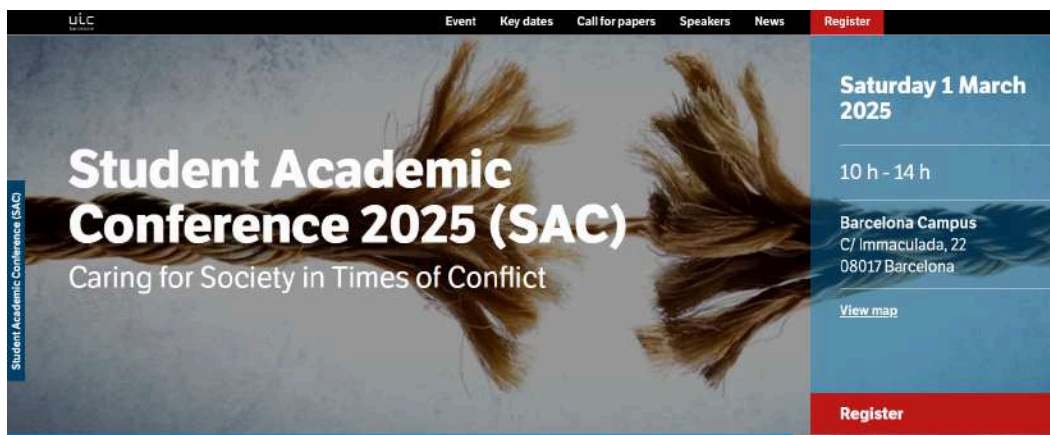 uic
barcelona
Event Key dates Call for papers Speakers News Register
Saturday 1 March
2025
10 h - 14 h
Barcelona Campus
C/ Immaculada, 22
08017 Barcelona
View map
Register
Student Academic
Conference 2025 (SAC)
Caring for Society in Times of Conflict
Student Academic Conference (SAC)